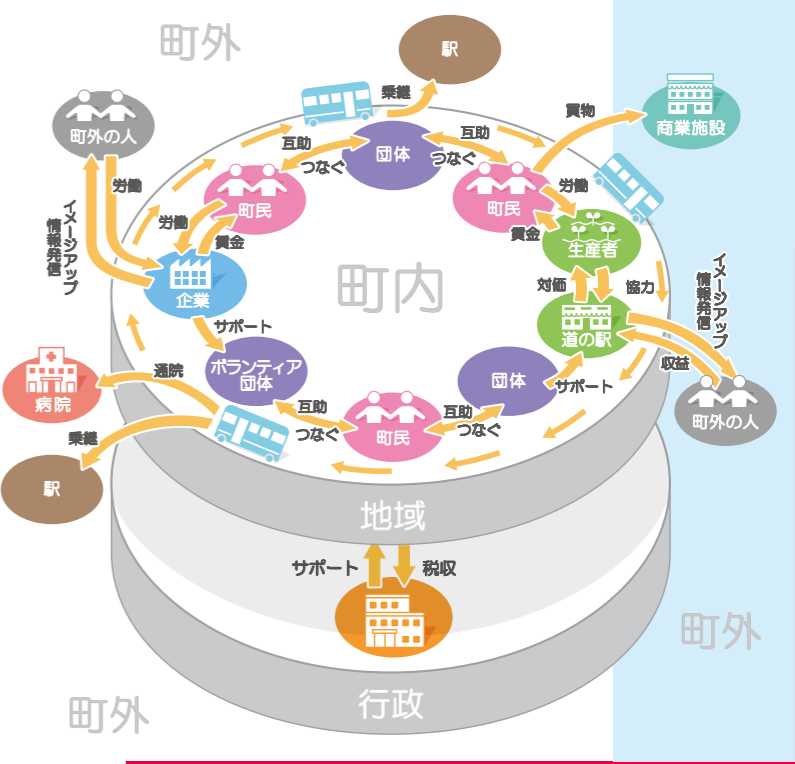 町外
駅
乗継
町外の人
買物
商業施設
互助
つなぐ
団体
互助
つなぐ
労働
町民
町民
労働
労働
賃金
賃金
生産者
イメージアップ
情報発信
企業
町内
対価
協力
イメージアップ
情報発信
サポート
道の駅
収益
通院
ボランティア
団体
団体
サポート
病院
互助
つなぐ
町民
互助
つなぐ
町外の人
乗継
駅
地域
サポート
税収
町外
町外
行政